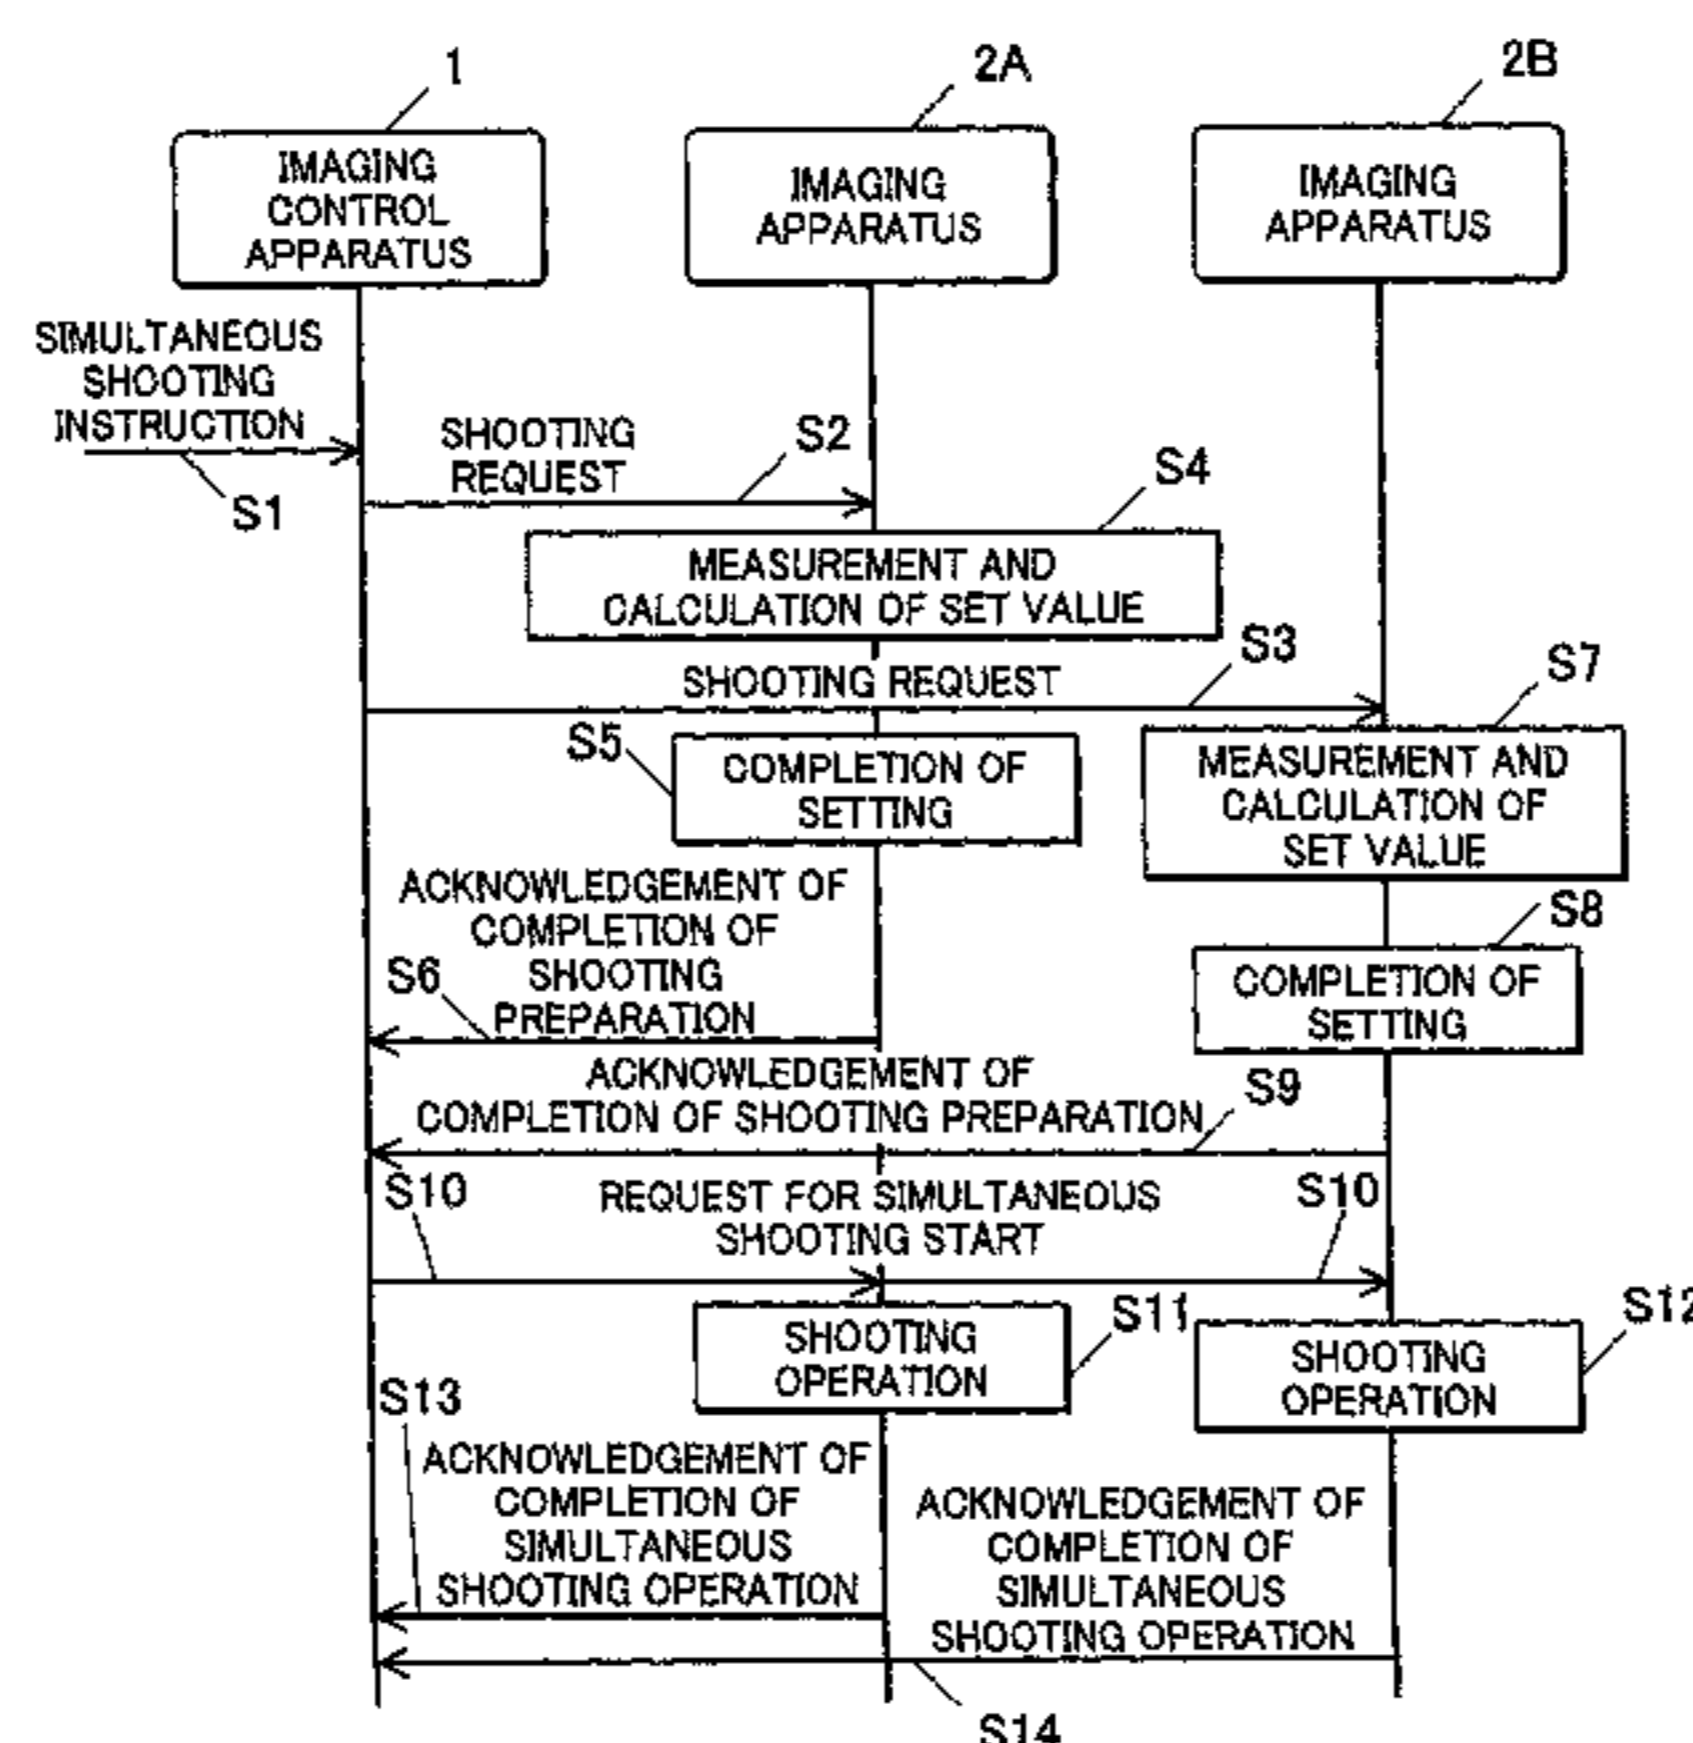 1
2A
2B
IMAGING
CONTROL
APPARATUS
IMAGING
APPARATUS
IMAGING
APPARATUS
SIMULTANEOUS
SHOOTING
INSTRUCTION
S1
SHOOTING
REQUEST
S2
S4
MEASUREMENT AND
CALCULATION OF SET VALUE
SHOOTING REQUEST
S3
S7
S5
COMPLETION OF
SETTING
MEASUREMENT AND
CALCULATION OF
SET VALUE
ACKNOWLEDGEMENT OF
COMPLETION OF
SHOOTING
PREPARATION
S6
S8
COMPLETION OF
SETTING
ACKNOWLEDGEMENT OF
COMPLETION OF SHOOTING PREPARATION
S9
S10
REQUEST FOR SIMULTANEOUS
SHOOTING START
S10
SHOOTING
OPERATION
S11
SHOOTING
OPERATION
S12
S13
ACKNOWLEDGEMENT OF
COMPLETION OF
SIMULTANEOUS
SHOOTING OPERATION
ACKNOWLEDGEMENT OF
COMPLETION OF
SIMULTANEOUS
SHOOTING OPERATION
S14